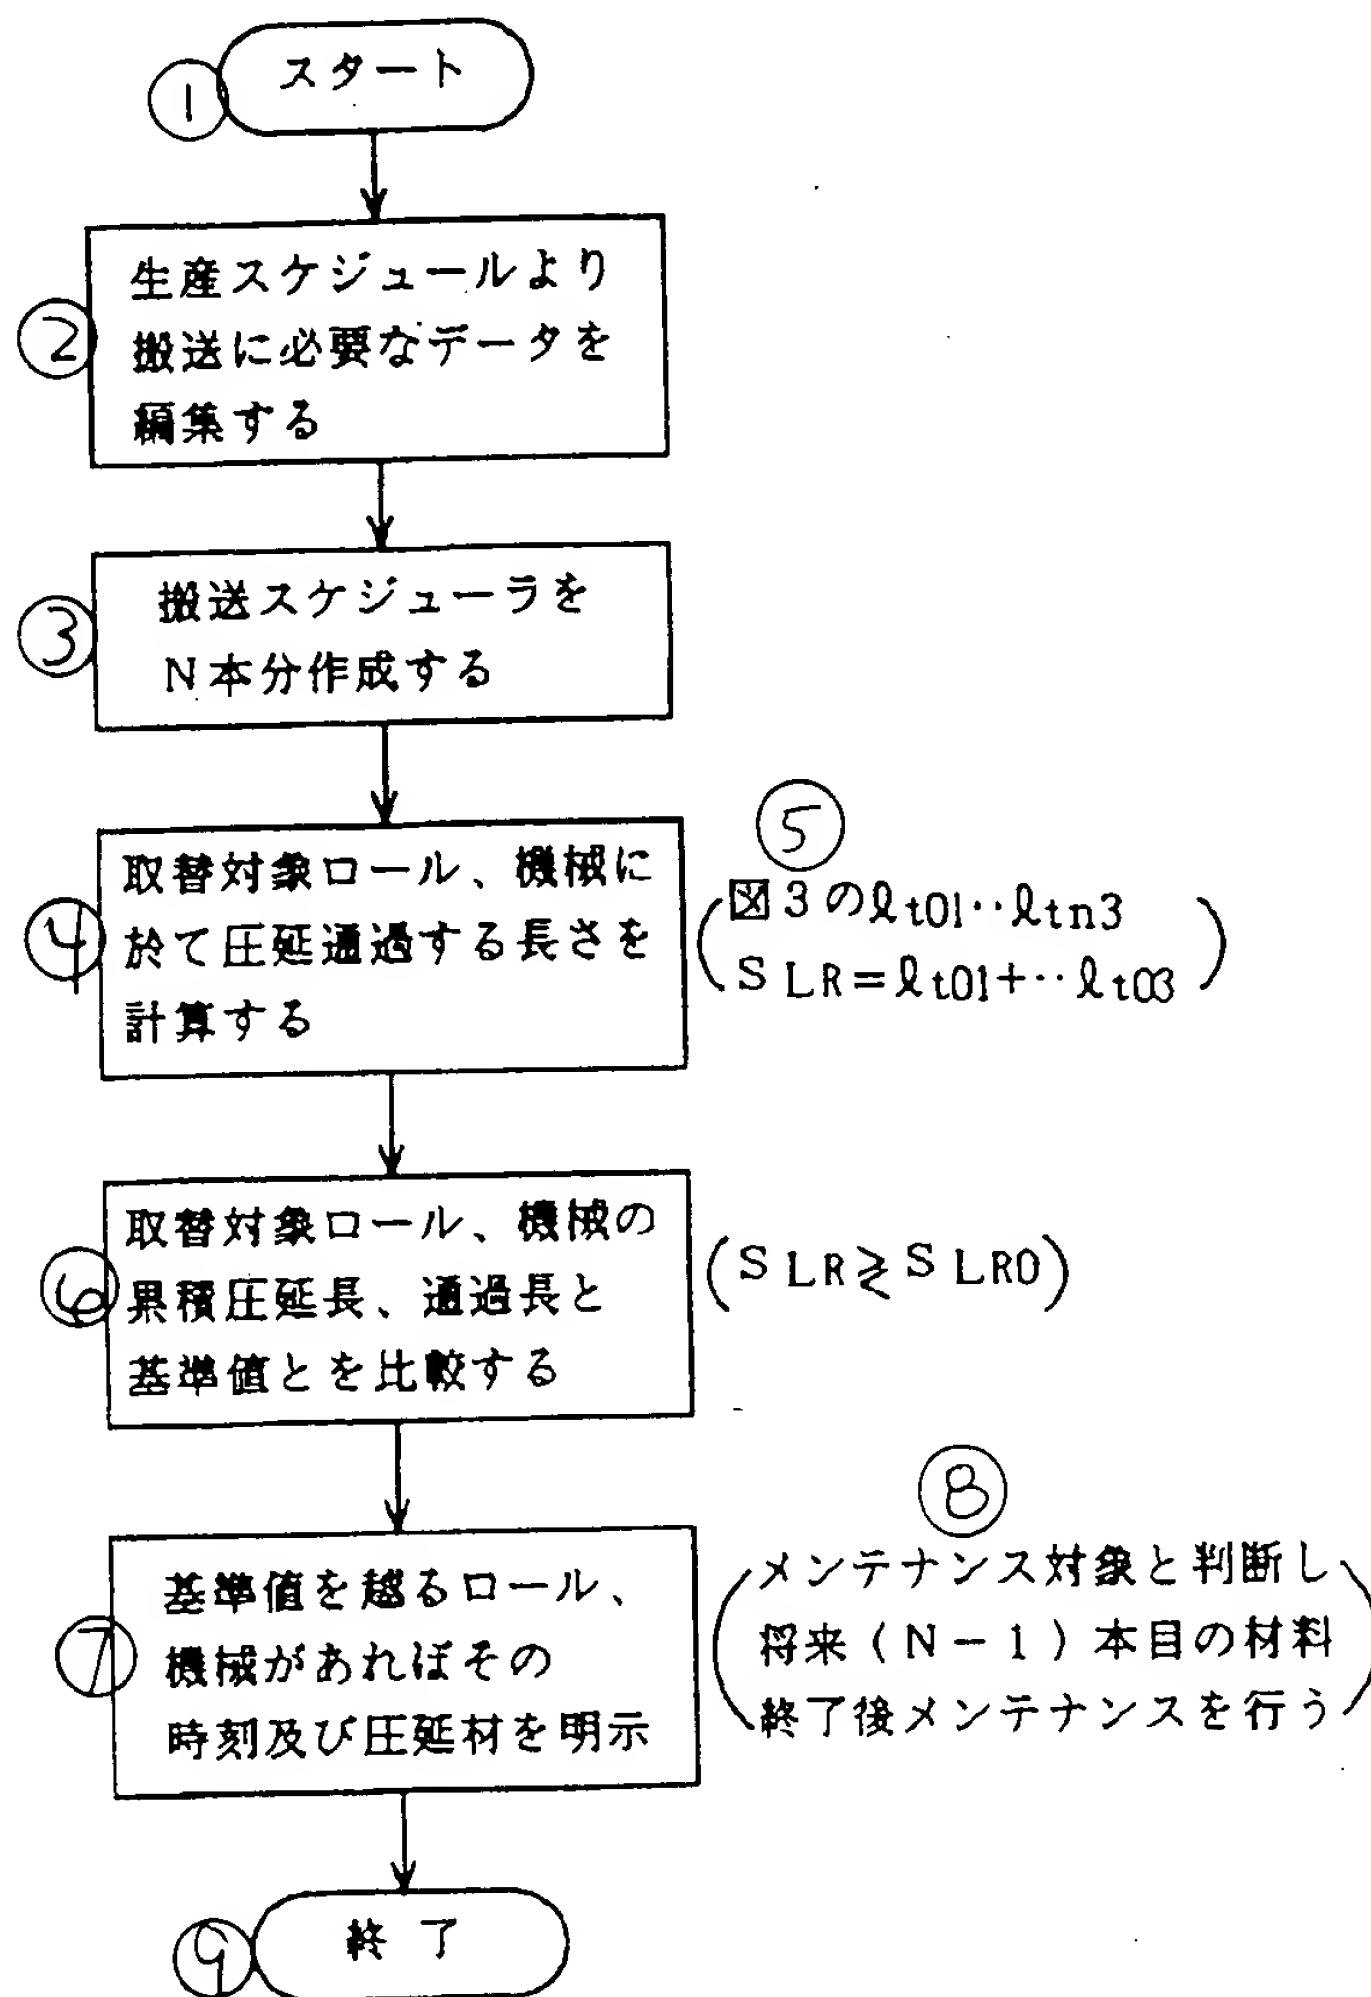 ① スタート
② 生産スケジュールより
搬送に必要なデータを
編集する
③ 搬送スケジューラを
N本分作成する
④ 取替対象ロール、機械に
於て圧延通過する長さを
計算する
⑤
(図3のℓt01‥ℓtn3
SLR=ℓt01+‥ℓt03)
⑥ 取替対象ロール、機械の
累積圧延長、通過長と
基準値とを比較する
(SLR≷SLR0)
⑦ 基準値を越るロール、
機械があればその
時刻及び圧延材を明示
⑧
(メンテナンス対象と判断し
将来(N-1)本目の材料
終了後メンテナンスを行う)
⑨ 終了